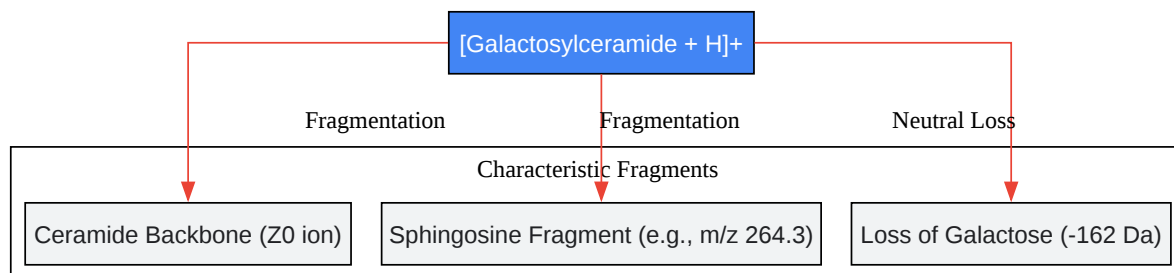 [Galactosylceramide + H]+
Fragmentation
Fragmentation
Neutral Loss
Characteristic Fragments
Ceramide Backbone (Z0 ion)
Sphingosine Fragment (e.g., m/z 264.3)
Loss of Galactose (-162 Da)